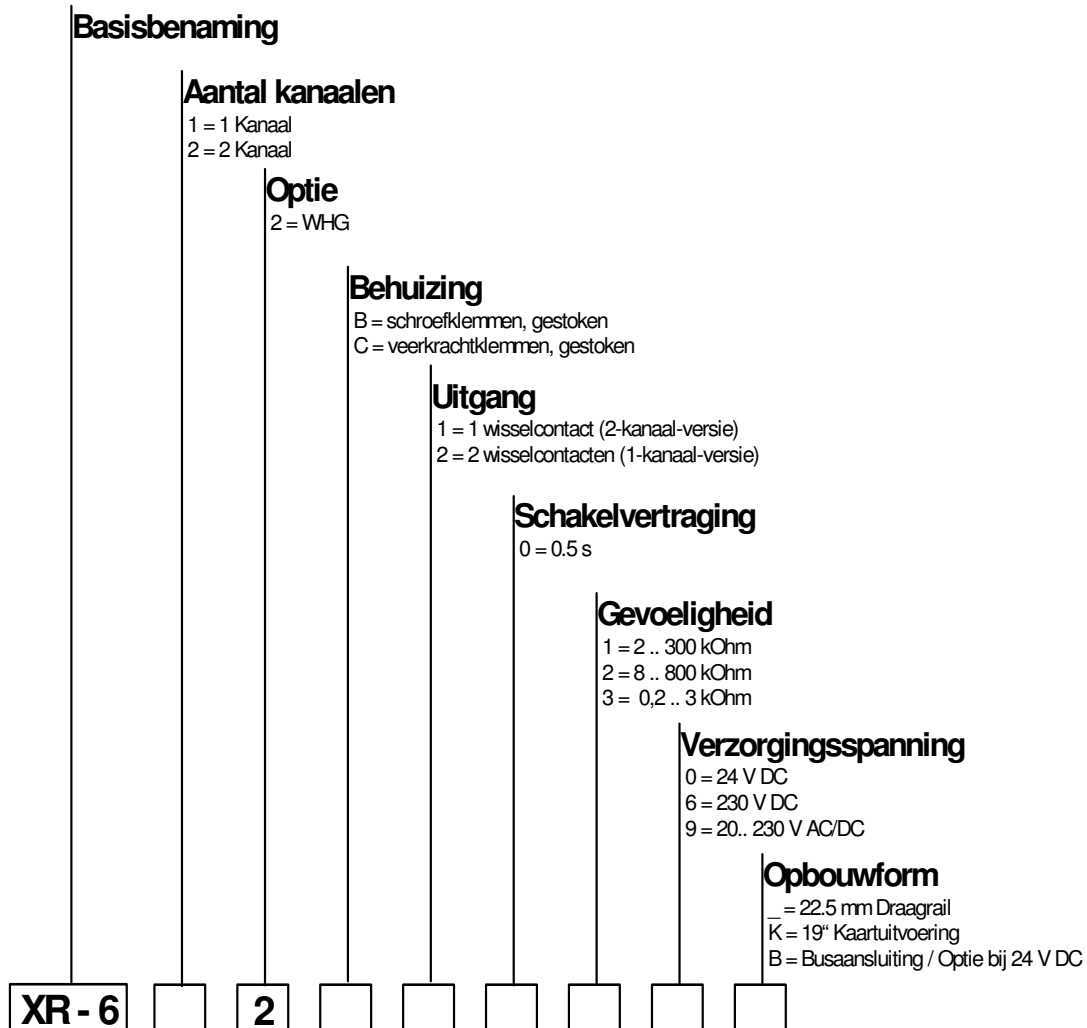 Basisbenaming
Aantal kanaalen
1 = 1 Kanaal
2 = 2 Kanaal
Optie
2 = WHG
Behuizing
B = schroefklemmen, gestoken
C = veerkrachtklemmen, gestoken
Uitgang
1 = 1 wisselcontact (2-kanaal-versie)
2 = 2 wisselcontacten (1-kanaal-versie)
Schakelvertraging
0 = 0.5 s
Gevoeligheid
1 = 2 .. 300 kOhm
2 = 8 .. 800 kOhm
3 = 0,2 .. 3 kOhm
Verzorgingsspanning
0 = 24 V DC
6 = 230 V DC
9 = 20.. 230 V AC/DC
Opbouwform
_ = 22.5 mm Draagrail
K = 19“ Kaartuitvoering
B = Busaansluiting / Optie bij 24 V DC
XR - 6 2